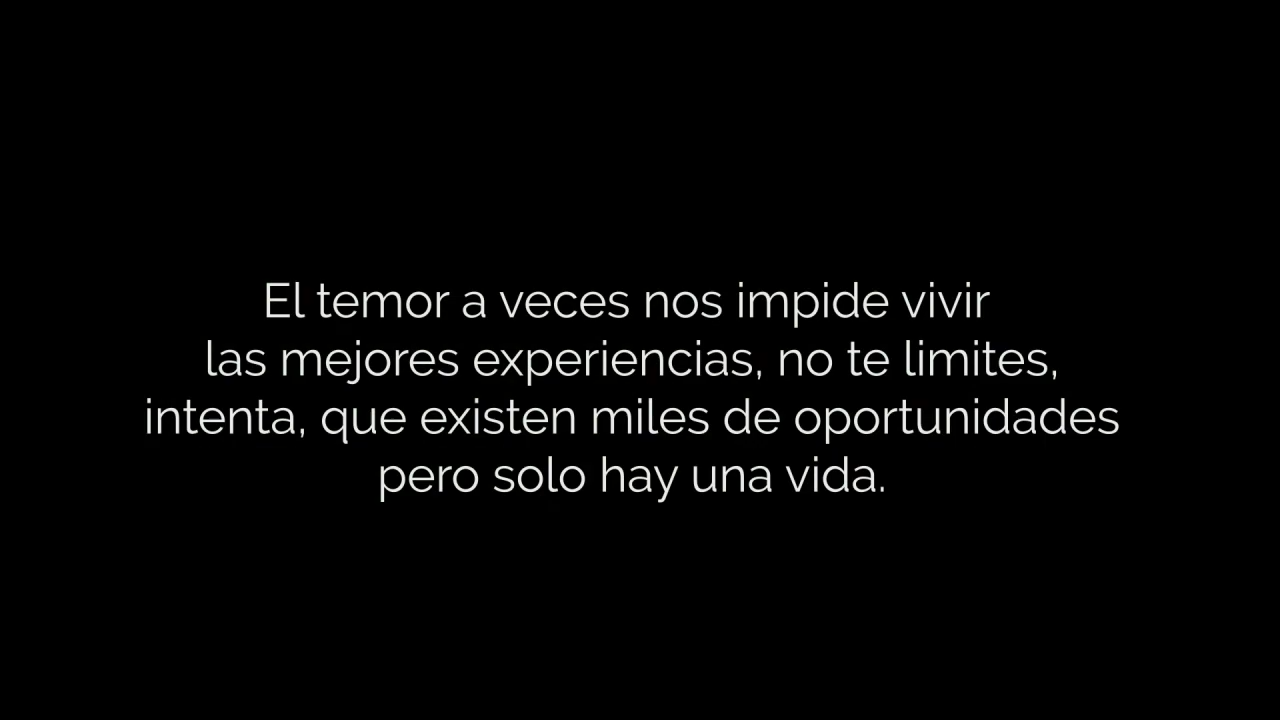 El temor a veces nos impide vivir
las mejores experiencias, no te limites,
intenta, que existen miles de oportunidades
pero solo hay una vida.